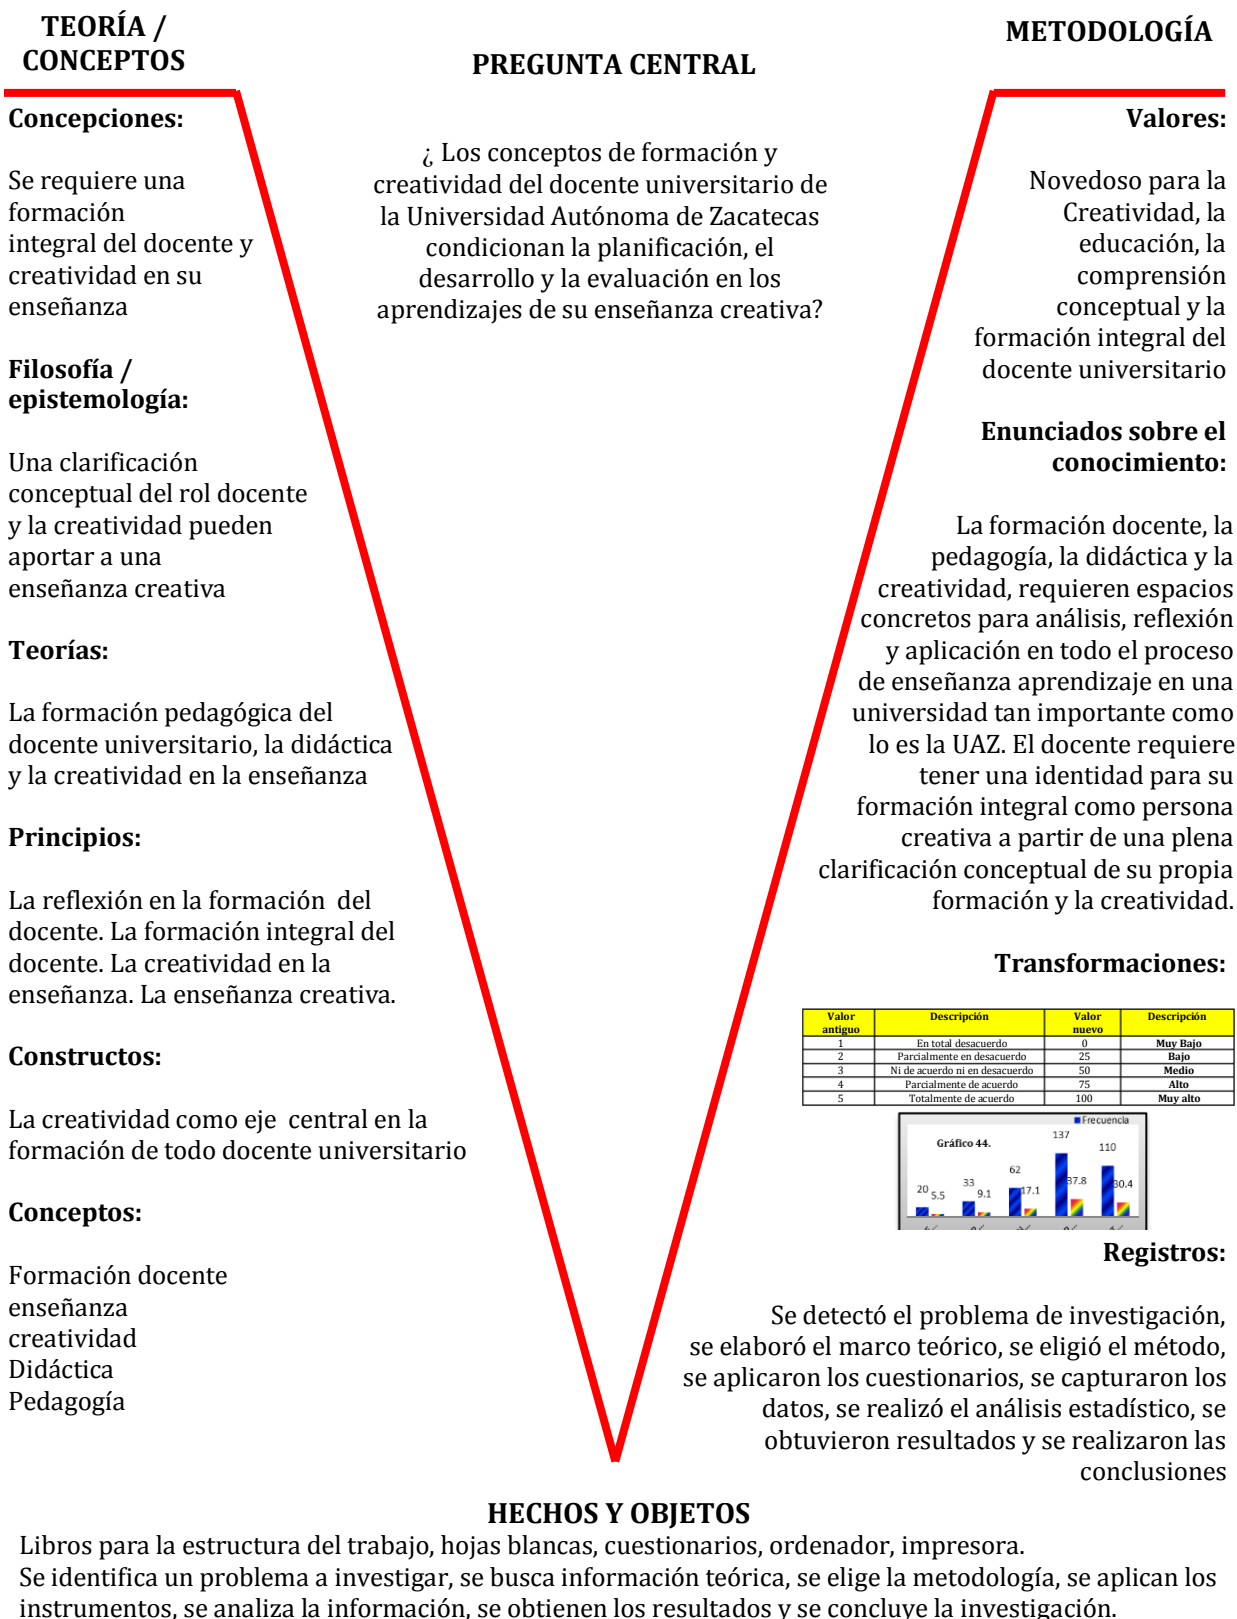 TEORÍA /
CONCEPTOS
PREGUNTA CENTRAL
METODOLOGÍA
Concepciones:
Se requiere una
formación
integral del docente y
creatividad en su
enseñanza
Filosofía /
epistemología:
Una clarificación
conceptual del rol docente
y la creatividad pueden
aportar a una
enseñanza creativa
Teorías:
La formación pedagógica del
docente universitario, la didáctica
y la creatividad en la enseñanza
Principios:
La reflexión en la formación del
docente. La formación integral del
docente. La creatividad en la
enseñanza. La enseñanza creativa.
Constructos:
La creatividad como eje central en la
formación de todo docente universitario
Conceptos:
Formación docente
enseñanza
creatividad
Didáctica
Pedagogía
¿ Los conceptos de formación y
creatividad del docente universitario de
la Universidad Autónoma de Zacatecas
condicionan la planificación, el
desarrollo y la evaluación en los
aprendizajes de su enseñanza creativa?
Valores:
Novedoso para la
Creatividad, la
educación, la
comprensión
conceptual y la
formación integral del
docente universitario
Enunciados sobre el
conocimiento:
La formación docente, la
pedagogía, la didáctica y la
creatividad, requieren espacios
concretos para análisis, reflexión
y aplicación en todo el proceso
de enseñanza aprendizaje en una
universidad tan importante como
lo es la UAZ. El docente requiere
tener una identidad para su
formación integral como persona
creativa a partir de una plena
clarificación conceptual de su propia
formación y la creatividad.
Transformaciones:
Valor antiguo Descripción Valor nuevo Descripción
1 En total desacuerdo 0 Muy Bajo
2 Parcialmente en desacuerdo 25 Bajo
3 Ni de acuerdo ni en desacuerdo 50 Medio
4 Parcialmente de acuerdo 75 Alto
5 Totalmente de acuerdo 100 Muy alto
Frecuencia
Gráfico 44.
20 5.5 33 9.1 62 17.1 137 37.8 110 30.4
Registros:
Se detectó el problema de investigación,
se elaboró el marco teórico, se eligió el método,
se aplicaron los cuestionarios, se capturaron los
datos, se realizó el análisis estadístico, se
obtuvieron resultados y se realizaron las
conclusiones
HECHOS Y OBJETOS
Libros para la estructura del trabajo, hojas blancas, cuestionarios, ordenador, impresora.
Se identifica un problema a investigar, se busca información teórica, se elige la metodología, se aplican los
instrumentos, se analiza la información, se obtienen los resultados y se concluye la investigación.